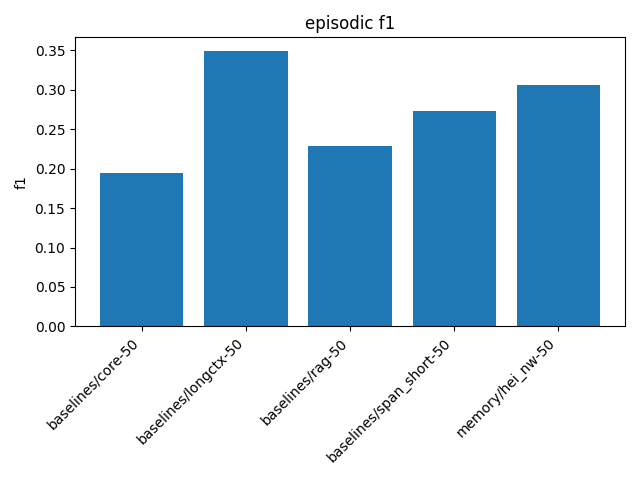 episodic f1
f1
0.35
0.30
0.25
0.20
0.15
0.10
0.05
0.00
baselines/core-50
baselines/longctx-50
baselines/rag-50
baselines/span_short-50
memory/hei_nw-50